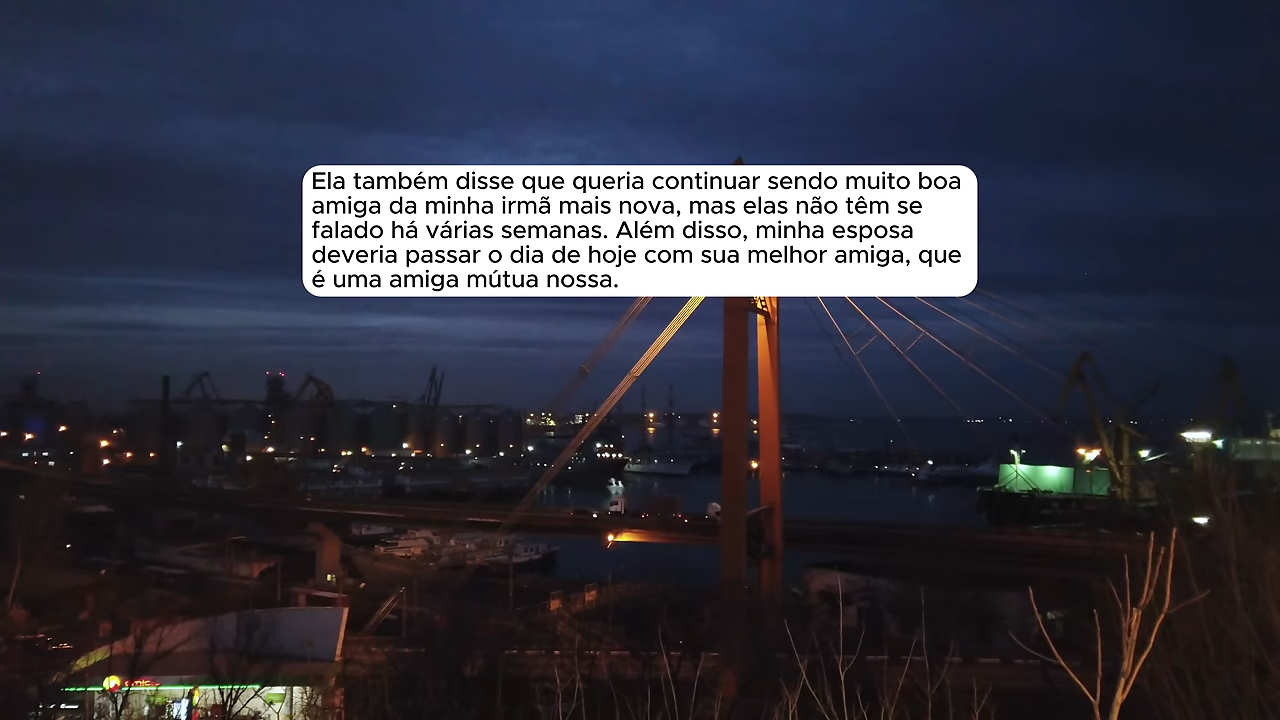 Ela também disse que queria continuar sendo muito boa
amiga da minha irmã mais nova, mas elas não têm se
falado há várias semanas. Além disso, minha esposa
deveria passar o dia de hoje com sua melhor amiga, que
é uma amiga mútua nossa.